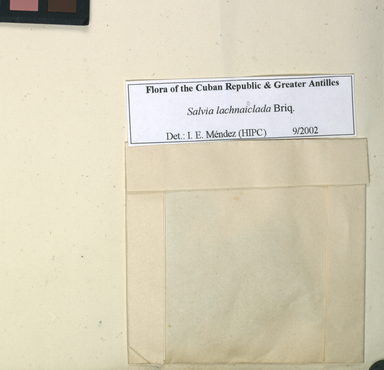 Flora of the Cuban Republic & Greater Antilles
Salvia lachnaiclada Briq.
Det.: I. E. Méndez (HIPC) 9/2002